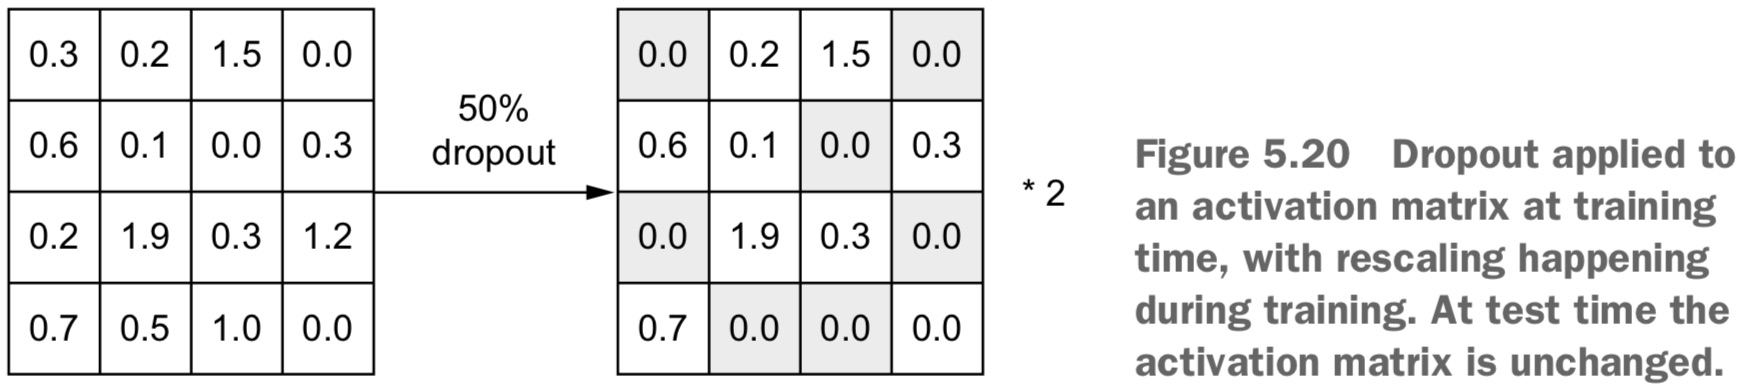 0.3 0.2 1.5 0.0
0.6 0.1 0.0 0.3
0.2 1.9 0.3 1.2
0.7 0.5 1.0 0.0
50%
dropout
0.0 0.2 1.5 0.0
0.6 0.1 0.0 0.3
0.0 1.9 0.3 0.0
0.7 0.0 0.0 0.0
* 2
Figure 5.20 Dropout applied to
an activation matrix at training
time, with rescaling happening
during training. At test time the
activation matrix is unchanged.